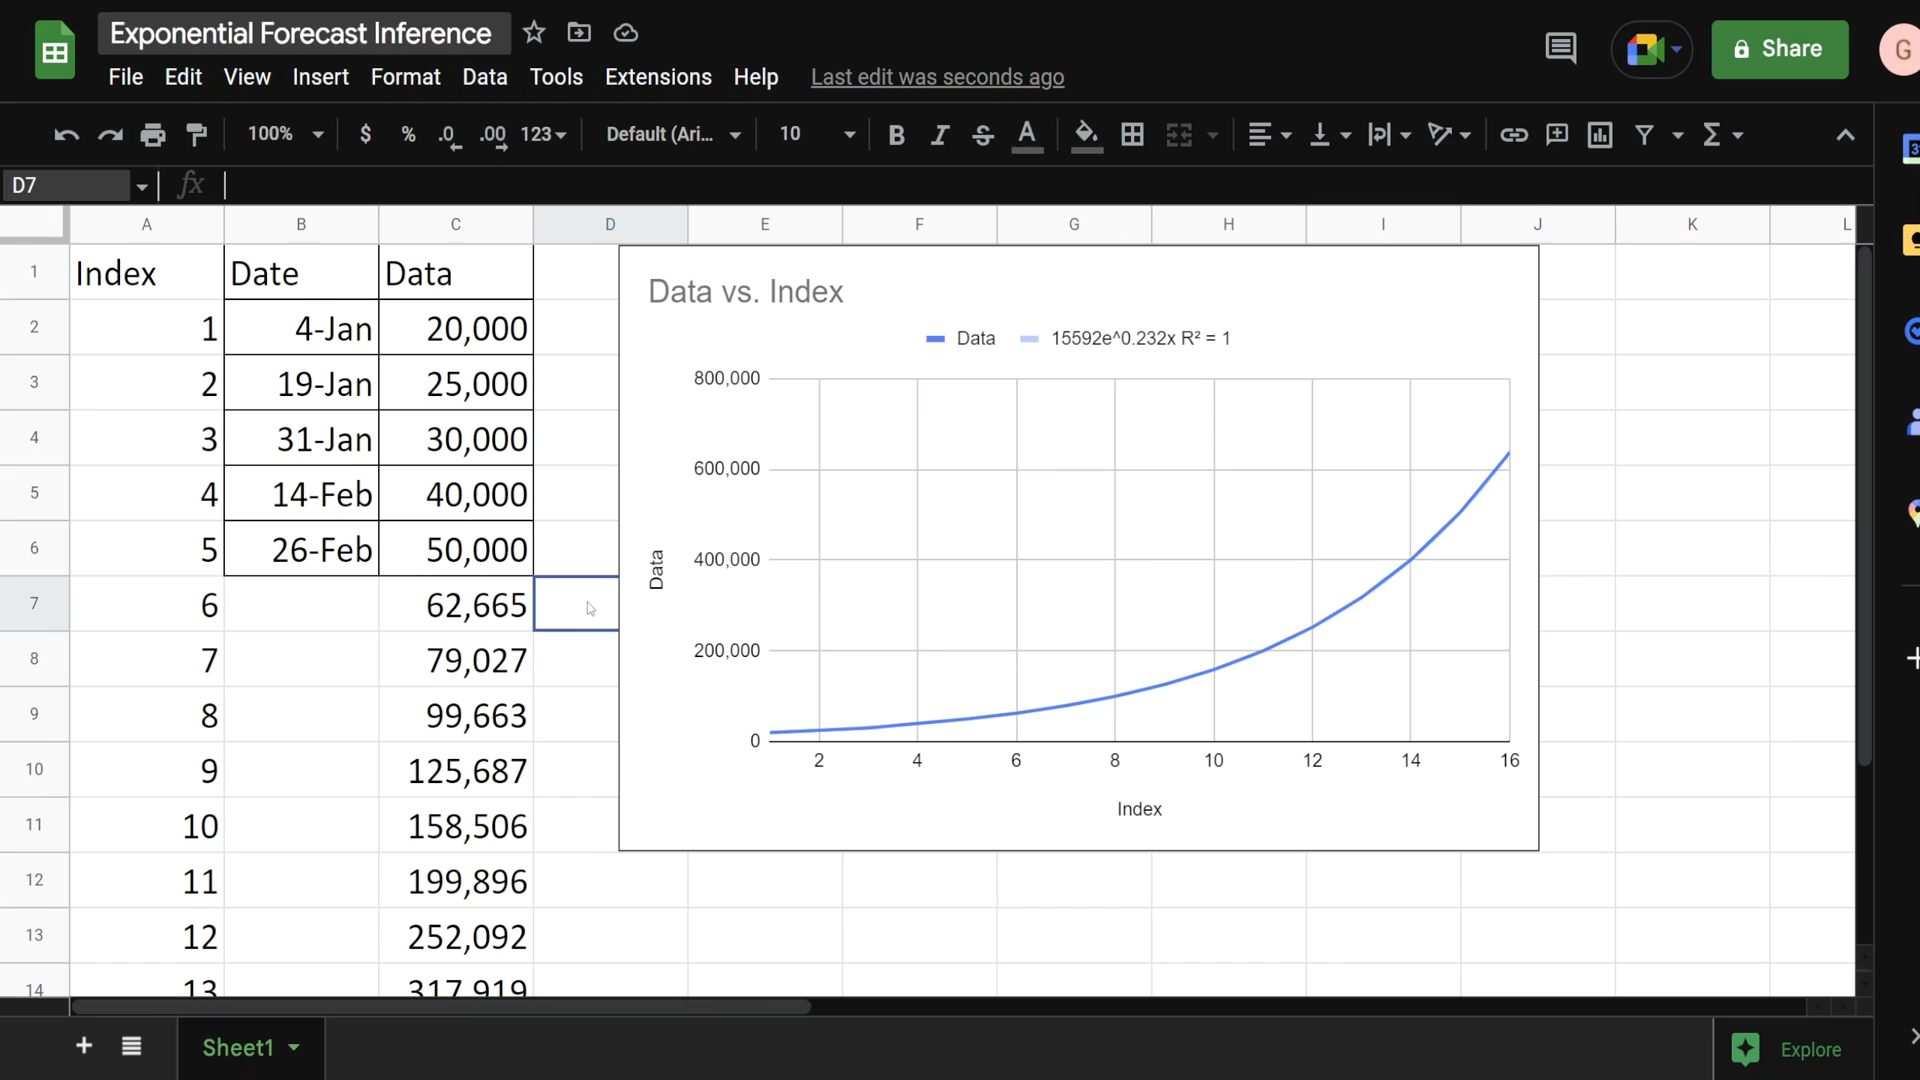 Exponential Forecast Inference
Share
G
File Edit View Insert Format Data Tools Extensions Help Last edit was seconds ago
100% $ % .0 .00 123 Default (Ari... 10 B I S A Σ
D7 fx
A B C D E F G H I J K L
1 Index Date Data
2 1 4-Jan 20,000
3 2 19-Jan 25,000
4 3 31-Jan 30,000
5 4 14-Feb 40,000
6 5 26-Feb 50,000
7 6 62,665
8 7 79,027
9 8 99,663
10 9 125,687
11 10 158,506
12 11 199,896
13 12 252,092
14 13 317,919
Data vs. Index
Data 15592e^0.232x R² = 1
800,000
600,000
400,000
200,000
0
Data
2 4 6 8 10 12 14 16
Index
Sheet1
Explore